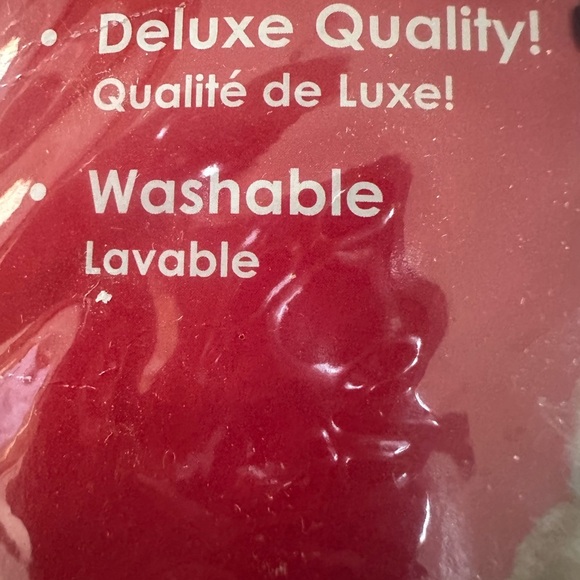 • Deluxe Quality!
Qualité de Luxe!
• Washable
Lavable